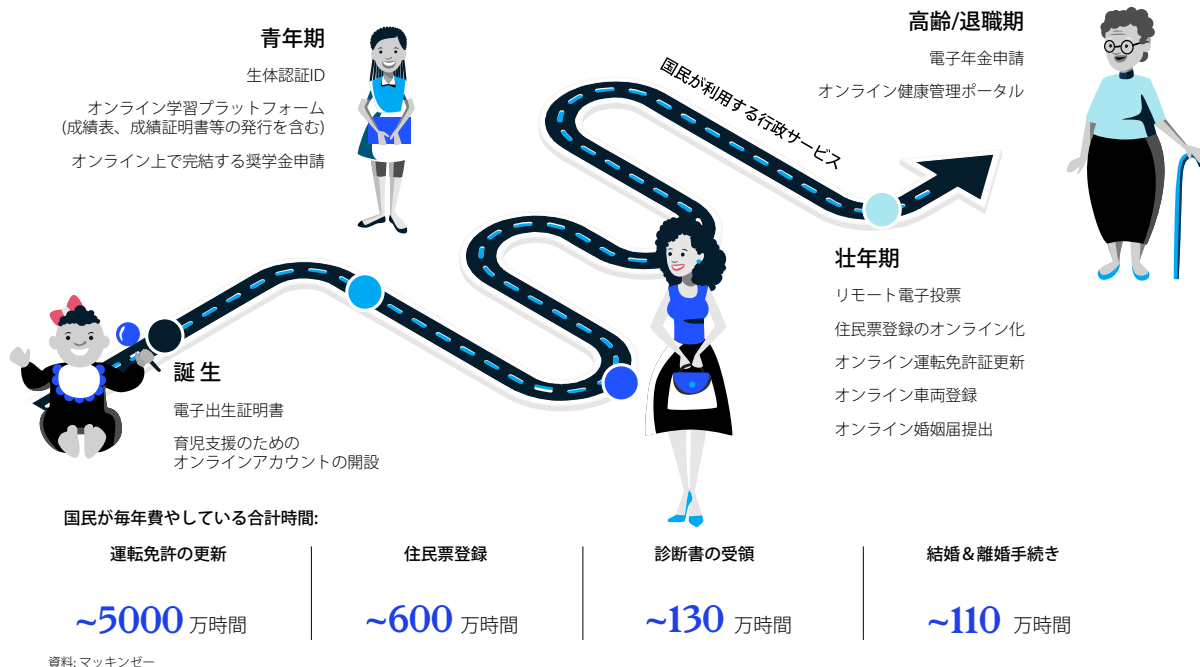 青年期
生体認証ID
オンライン学習プラットフォーム
(成績表、成績証明書等の発行を含む)
オンライン上で完結する奨学金申請
国民が利用する行政サービス
高齢/退職期
電子年金申請
オンライン健康管理ポータル
誕生
電子出生証明書
育児支援のための
オンラインアカウントの開設
壮年期
リモート電子投票
住民票登録のオンライン化
オンライン運転免許証更新
オンライン車両登録
オンライン婚姻届提出
国民が毎年費やしている合計時間:
運転免許の更新
~5000 万時間
住民票登録
~600 万時間
診断書の受領
~130 万時間
結婚＆離婚手続き
~110 万時間
資料: マッキンゼー